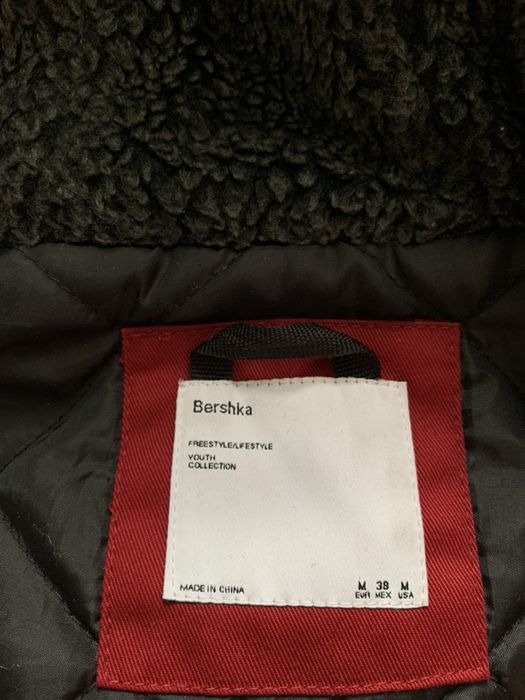 Bershka
FREESTYLE/LIFESTYLE
YOUTH
COLLECTION
MADE IN CHINA
M 38 M
EUR MEX USA